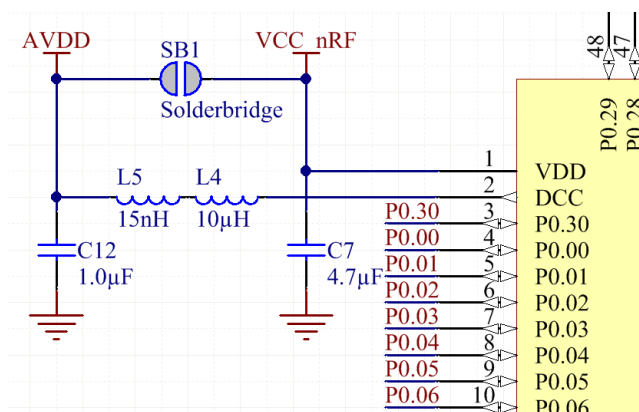 AVDD
SB1
VCC_nRF
Solderbridge
48
47
P0.29
P0.28
1
VDD
L5
L4
2
DCC
15nH
10µH
P0.30
3
P0.30
P0.00
4
P0.00
C12
C7
P0.01
5
P0.01
1.0µF
4.7µF
P0.02
6
P0.02
P0.03
7
P0.03
P0.04
8
P0.04
P0.05
9
P0.05
P0.06
10
P0.06